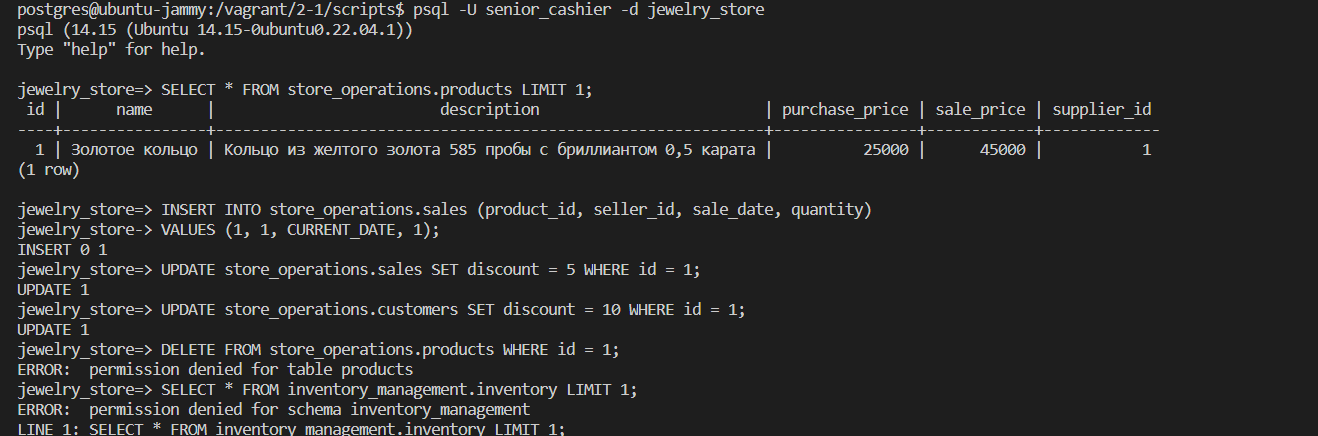 postgres@ubuntu-jammy:/vagrant/2-1/scripts$ psql -U senior_cashier -d jewelry_store
psql (14.15 (Ubuntu 14.15-0ubuntu0.22.04.1))
Type "help" for help.
jewelry_store=> SELECT * FROM store_operations.products LIMIT 1;
 id |      name      |                         description                         | purchase_price | sale_price | supplier_id
----+----------------+-------------------------------------------------------------+----------------+------------+-------------
  1 | Золотое кольцо | Кольцо из желтого золота 585 пробы с бриллиантом 0,5 карата |          25000 |      45000 |           1
(1 row)
jewelry_store=> INSERT INTO store_operations.sales (product_id, seller_id, sale_date, quantity)
jewelry_store-> VALUES (1, 1, CURRENT_DATE, 1);
INSERT 0 1
jewelry_store=> UPDATE store_operations.sales SET discount = 5 WHERE id = 1;
UPDATE 1
jewelry_store=> UPDATE store_operations.customers SET discount = 10 WHERE id = 1;
UPDATE 1
jewelry_store=> DELETE FROM store_operations.products WHERE id = 1;
ERROR:  permission denied for table products
jewelry_store=> SELECT * FROM inventory_management.inventory LIMIT 1;
ERROR:  permission denied for schema inventory_management
LINE 1: SELECT * FROM inventory_management.inventory LIMIT 1;